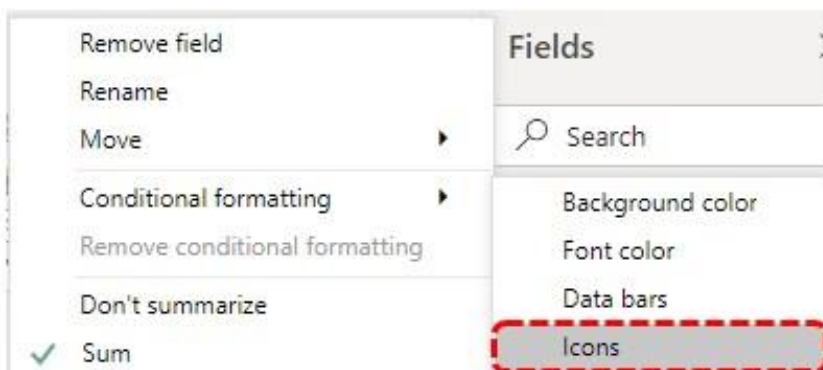 Remove field
Rename
Move
Conditional formatting
Remove conditional formatting
Don't summarize
Sum
Fields
Search
Background color
Font color
Data bars
Icons